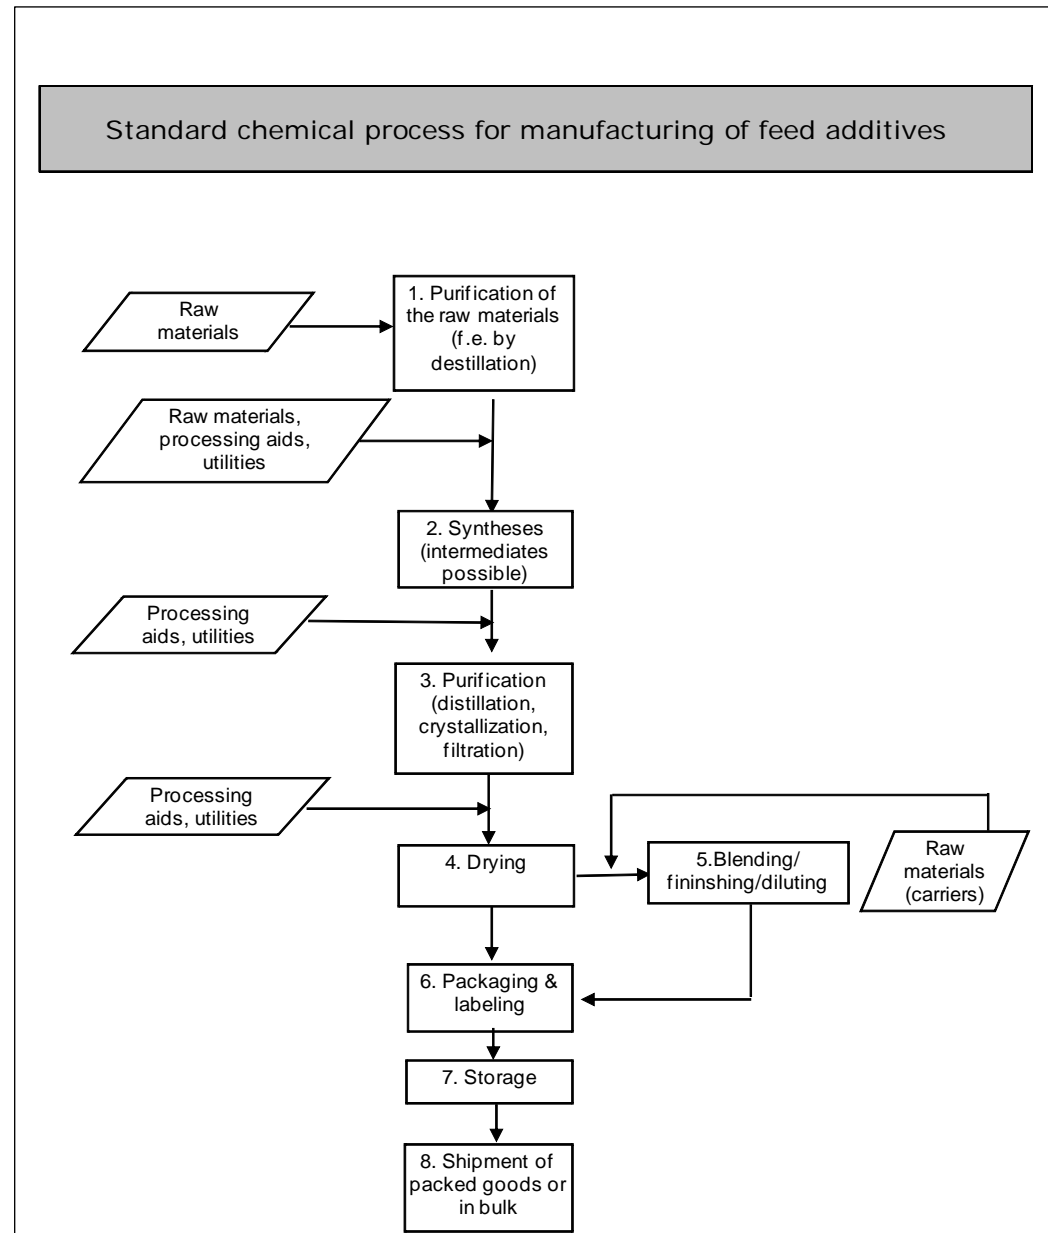 Standard chemical process for manufacturing of feed additives
Raw
materials
1. Purification of
the raw materials
(f.e. by
destillation)
Raw materials,
processing aids,
utilities
2. Syntheses
(intermediates
possible)
Processing
aids, utilities
3. Purification
(distillation,
crystallization,
filtration)
Processing
aids, utilities
4. Drying
5.Blending/
fininshing/diluting
Raw
materials
(carriers)
6. Packaging &
labeling
7. Storage
8. Shipment of
packed goods or
in bulk